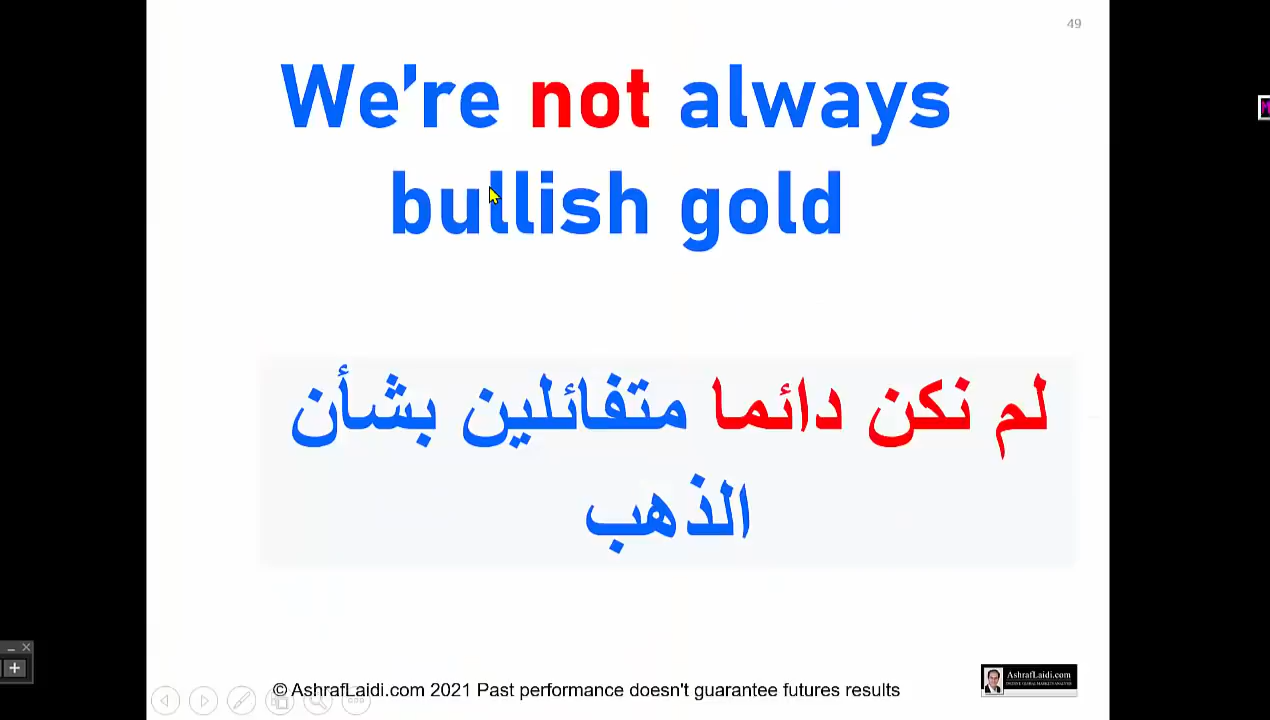 49
We're not always
bullish gold
لم نكن دائما متفائلين بشأن
الذهب
© AshrafLaidi.com 2021 Past performance doesn't guarantee futures results
AshrafLaidi.com